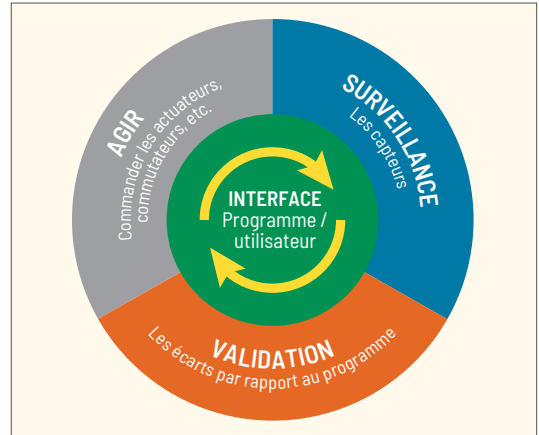 AGIR
Commander les actuateurs,
commutateurs, etc.
SURVEILLANCE
Les capteurs
INTERFACE
Programme /
utilisateur
VALIDATION
Les écarts par rapport au programme